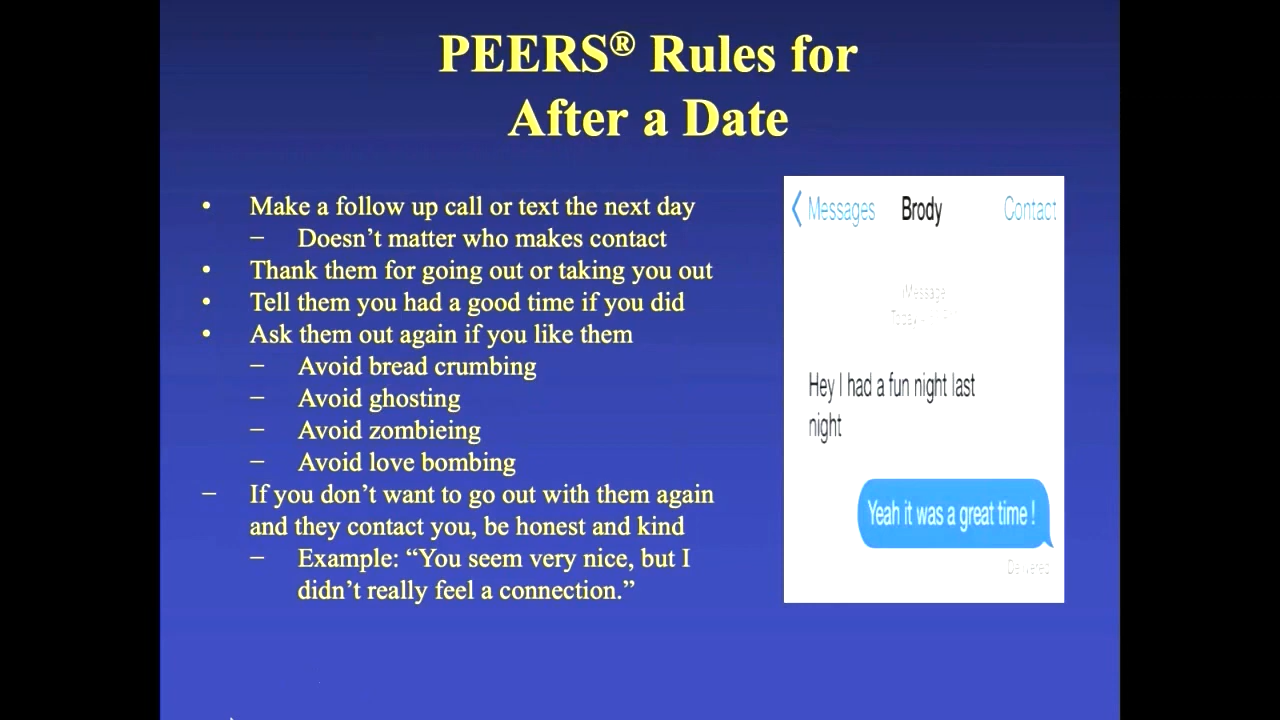 PEERS® Rules for
After a Date
• Make a follow up call or text the next day
– Doesn't matter who makes contact
• Thank them for going out or taking you out
• Tell them you had a good time if you did
• Ask them out again if you like them
– Avoid bread crumbing
– Avoid ghosting
– Avoid zombieing
– Avoid love bombing
– If you don't want to go out with them again
and they contact you, be honest and kind
– Example: “You seem very nice, but I
didn't really feel a connection.”
Messages Brody Contact
iMessage
Today
Hey I had a fun night last
night
Yeah it was a great time !
Delivered